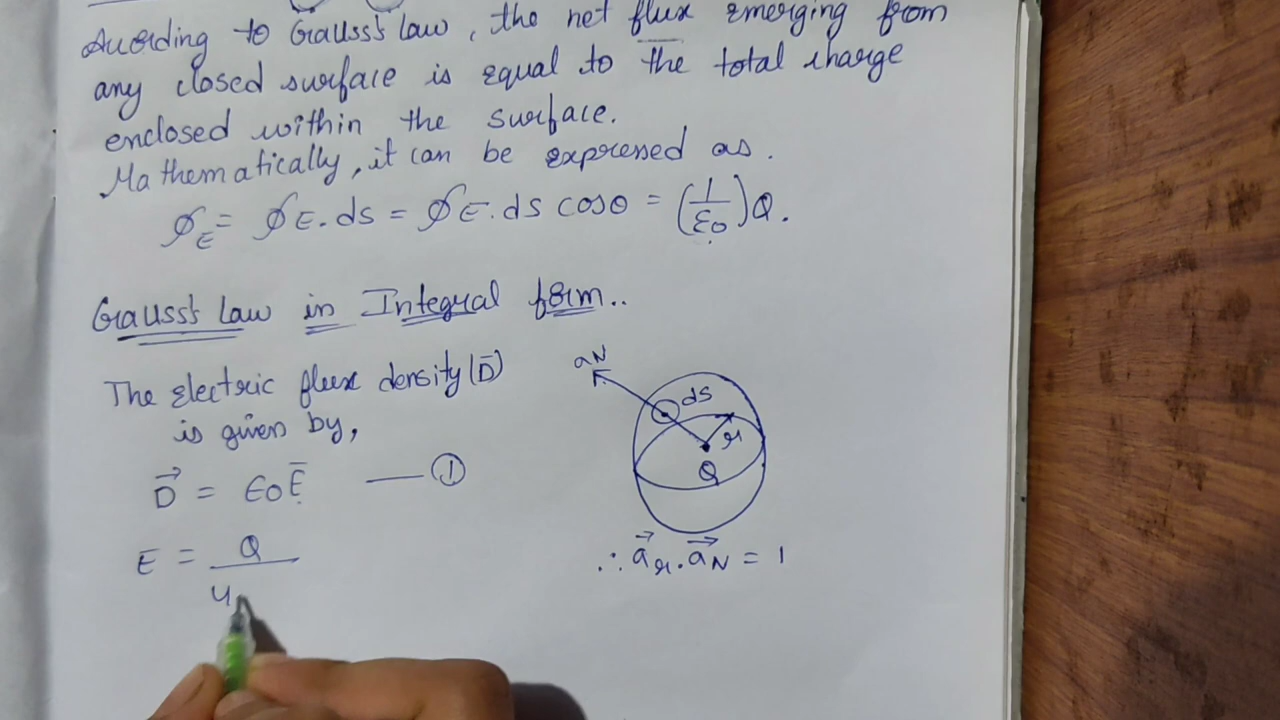 According to Gauss's law, the net flux emerging from
any closed surface is equal to the total charge
enclosed within the surface.
Mathematically, it can be expressed as.
∮E = ∮E.ds = ∮E.ds cosθ = (1/ε0)Q.
Gauss's Law in Integral form..
The electric flux density (D̄)
is given by,
D⃗ = ε0Ē —— ①
E = Q/4
aN
ds
r
Q
∴ a⃗r.a⃗N = 1